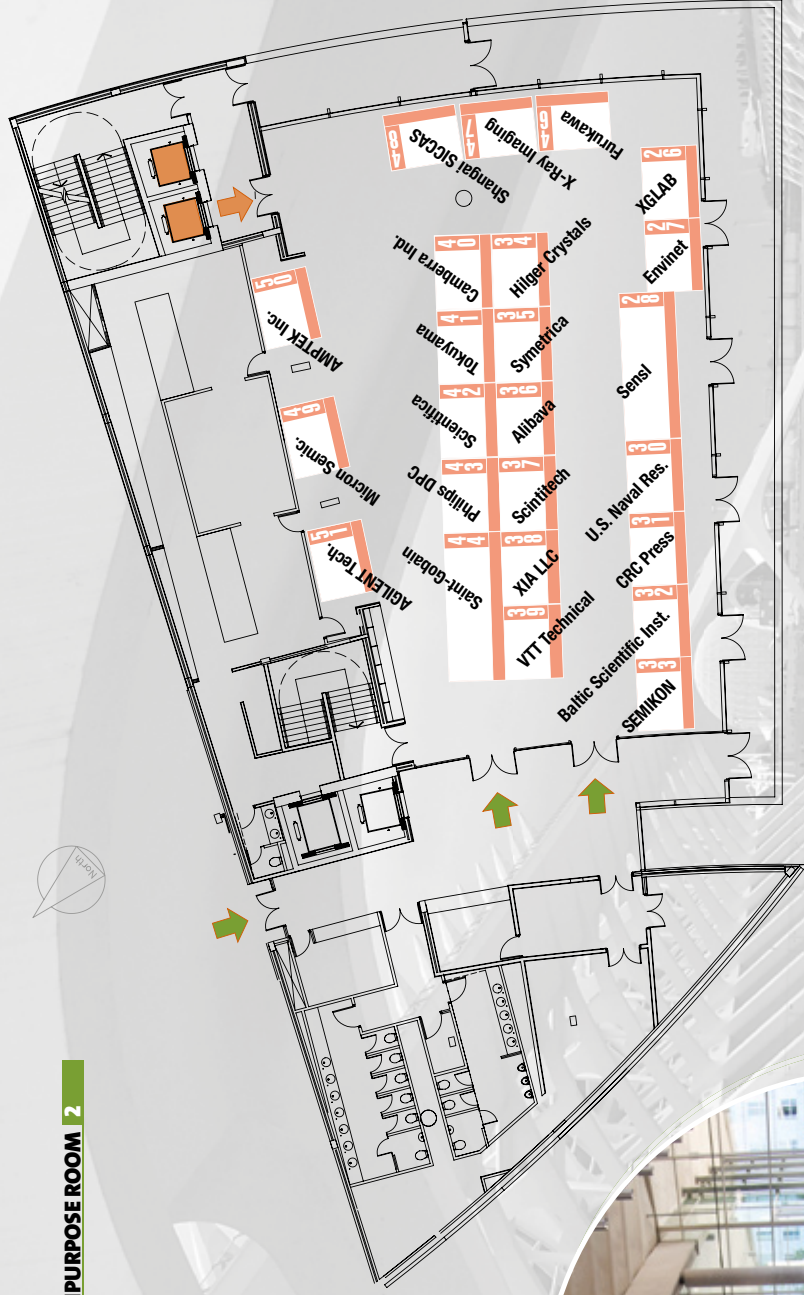 PURPOSE ROOM 2
North
48
Shangai SICCAS
47
X-Ray Imaging
46
Furukawa
26
XGLAB
27
Envinet
28
Sensl
30
U.S. Naval Res.
31
CRC Press
32
Baltic Scientific Inst.
33
SEMIKON
40
Camberra Ind.
41
Tokuyama
42
Scientifica
43
Philips DPC
44
Saint-Gobain
34
Hilger Crystals
35
Symetrica
36
Alibava
37
Scintitech
38
XIA LLC
39
VTT Technical
50
AMPTEK Inc.
49
Micron Semic.
51
AGILENT Tech.